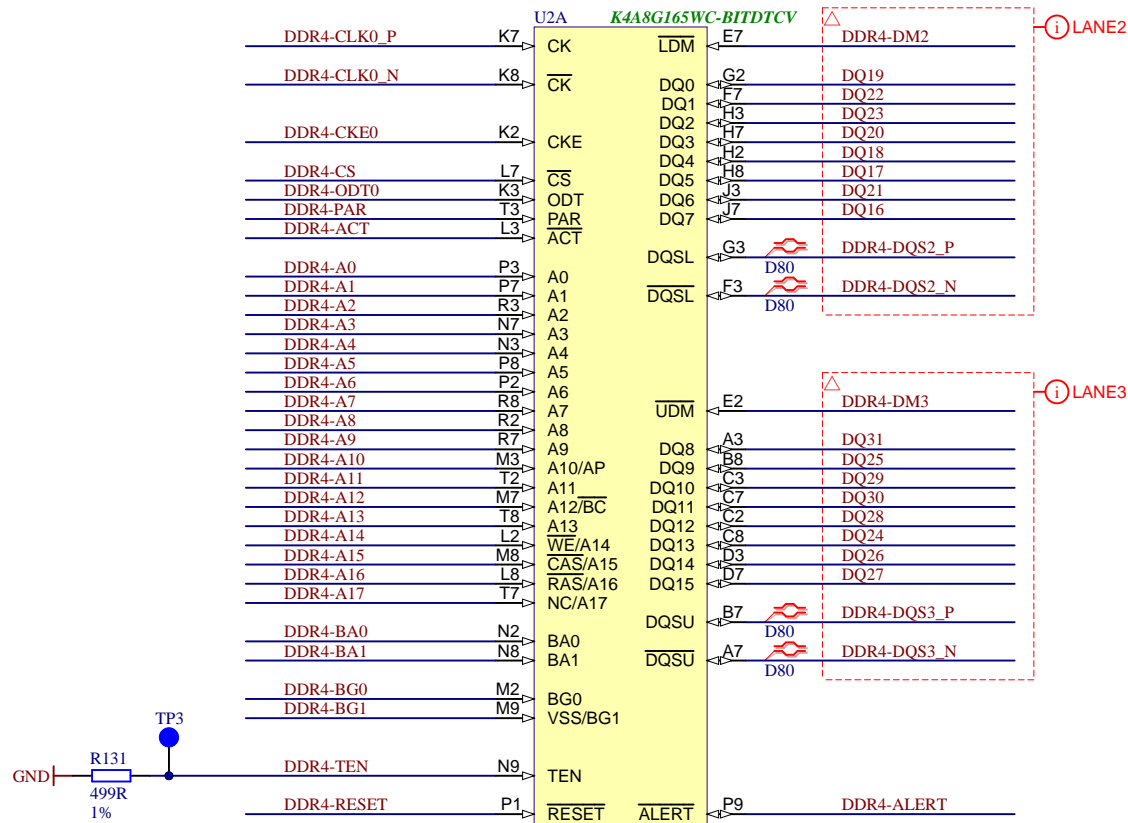 U2A K4A8G165WC-BITDTCV
DDR4-CLK0_P K7 CK LDM E7 DDR4-DM2 LANE2
DDR4-CLK0_N K8 CK DQ0 G2 DQ19
DQ1 F7 DQ22
DQ2 H3 DQ23
DDR4-CKE0 K2 CKE DQ3 H7 DQ20
DQ4 H2 DQ18
DDR4-CS L7 CS DQ5 H8 DQ17
DDR4-ODT0 K3 ODT DQ6 J3 DQ21
DDR4-PAR T3 PAR DQ7 J7 DQ16
DDR4-ACT L3 ACT
DQSL G3 D80 DDR4-DQS2_P
DDR4-A0 P3 A0
DDR4-A1 P7 A1 DQSL F3 D80 DDR4-DQS2_N
DDR4-A2 R3 A2
DDR4-A3 N7 A3
DDR4-A4 N3 A4
DDR4-A5 P8 A5
DDR4-A6 P2 A6
DDR4-A7 R8 A7 UDM E2 DDR4-DM3 LANE3
DDR4-A8 R2 A8
DDR4-A9 R7 A9 DQ8 A3 DQ31
DDR4-A10 M3 A10/AP DQ9 B8 DQ25
DDR4-A11 T2 A11 DQ10 C3 DQ29
DDR4-A12 M7 A12/BC DQ11 C7 DQ30
DDR4-A13 T8 A13 DQ12 C2 DQ28
DDR4-A14 L2 WE/A14 DQ13 C8 DQ24
DDR4-A15 M8 CAS/A15 DQ14 D3 DQ26
DDR4-A16 L8 RAS/A16 DQ15 D7 DQ27
DDR4-A17 T7 NC/A17
DQSU B7 D80 DDR4-DQS3_P
DDR4-BA0 N2 BA0
DDR4-BA1 N8 BA1 DQSU A7 D80 DDR4-DQS3_N
DDR4-BG0 M2 BG0
DDR4-BG1 M9 VSS/BG1
TP3
R131
GND DDR4-TEN N9 TEN
499R
1%
DDR4-RESET P1 RESET ALERT P9 DDR4-ALERT